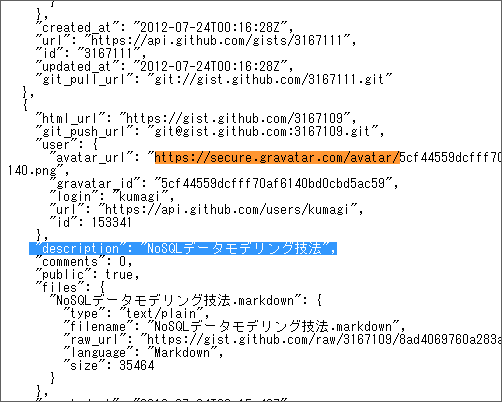 },
"created_at": "2012-07-24T00:16:28Z",
"url": "https://api.github.com/gists/3167111",
"id": "3167111",
"updated_at": "2012-07-24T00:16:28Z",
"git_pull_url": "git://gist.github.com/3167111.git"
},
{
"html_url": "https://gist.github.com/3167109",
"git_push_url": "git@gist.github.com:3167109.git",
"user": {
"avatar_url": "https://secure.gravatar.com/avatar/5cf44559dcfff70
140.png",
"gravatar_id": "5cf44559dcfff70af6140bd0cbd5ac59",
"login": "kumagi",
"url": "https://api.github.com/users/kumagi",
"id": 153341
},
"description": "NoSQLデータモデリング技法",
"comments": 0,
"public": true,
"files": {
"NoSQLデータモデリング技法.markdown": {
"type": "text/plain",
"filename": "NoSQLデータモデリング技法.markdown",
"raw_url": "https://gist.github.com/raw/3167109/8ad4069760a283a
"language": "Markdown",
"size": 35464
}
},